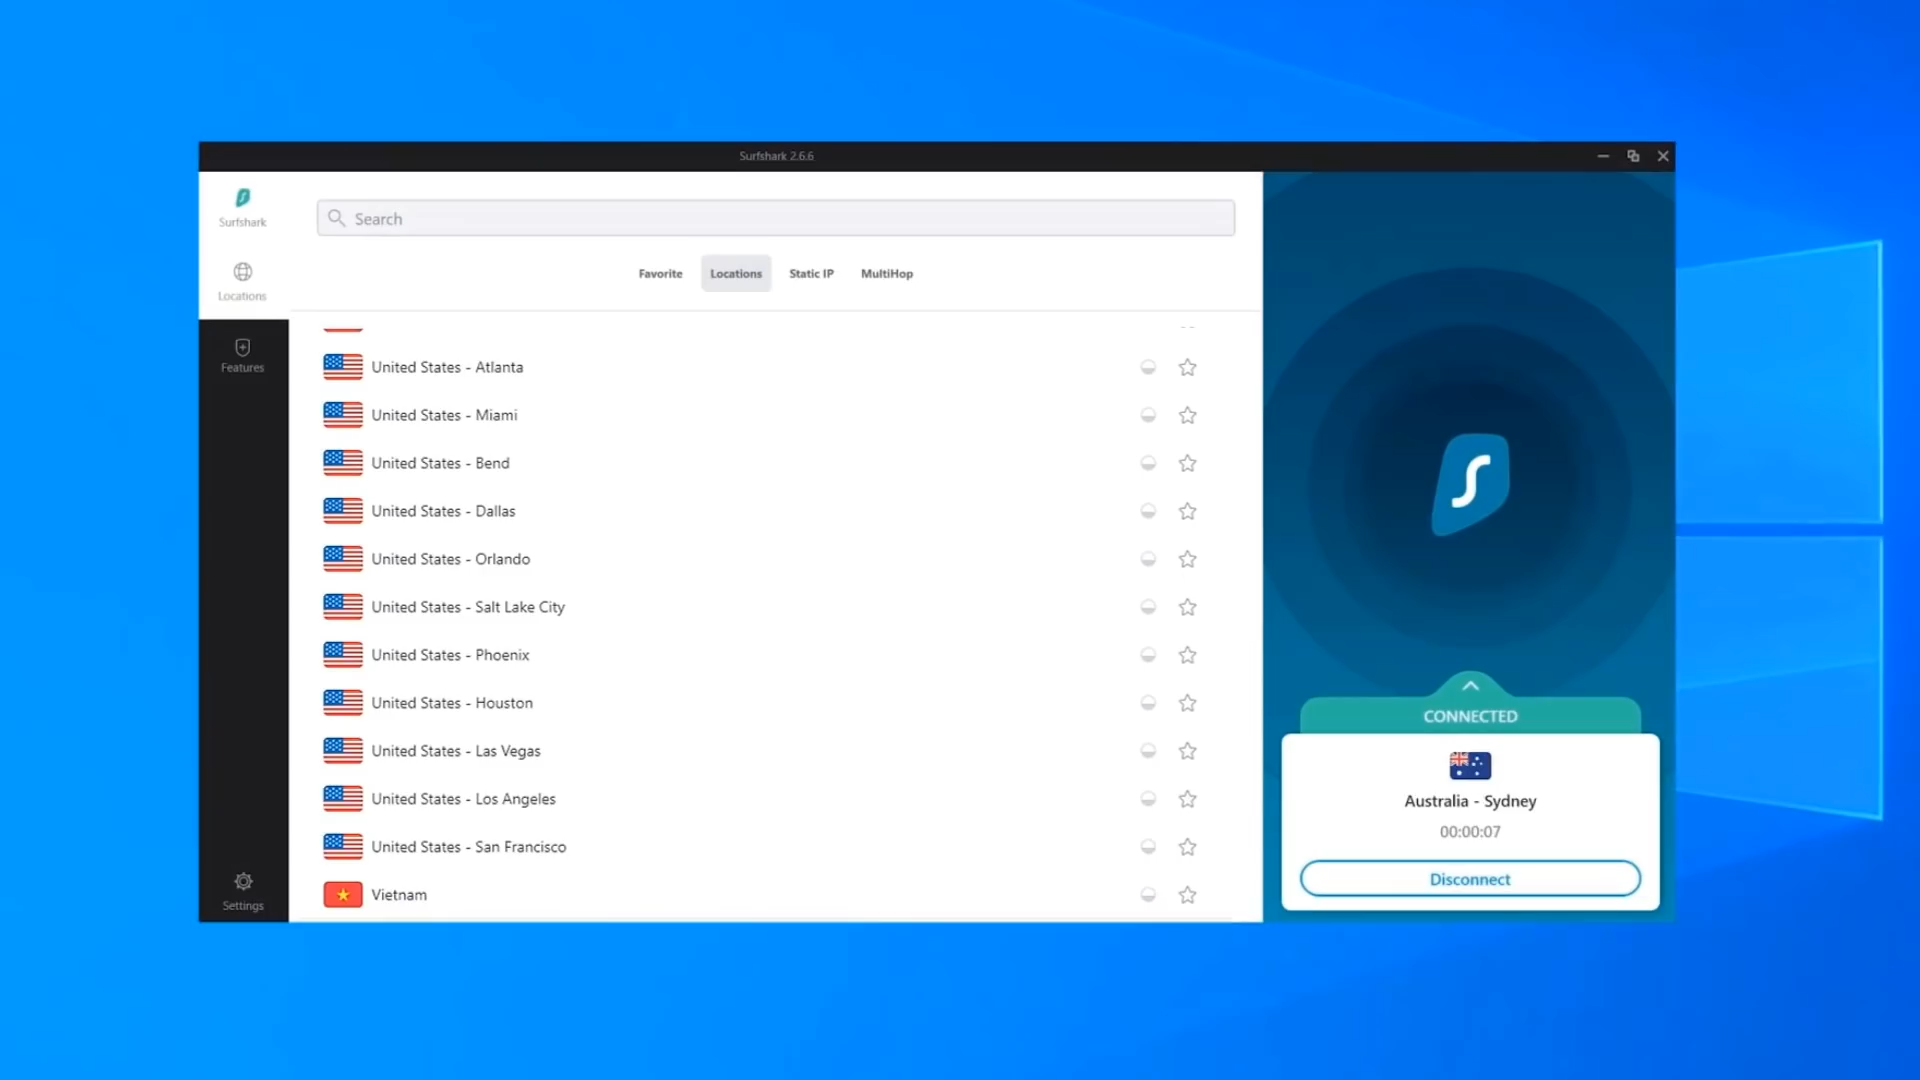 Surfshark 2.6.6
Surfshark
Search
Locations
Favorite Locations Static IP MultiHop
Features
United States - Atlanta
United States - Miami
United States - Bend
United States - Dallas
United States - Orlando
United States - Salt Lake City
United States - Phoenix
United States - Houston
United States - Las Vegas
United States - Los Angeles
United States - San Francisco
Vietnam
Settings
CONNECTED
Australia - Sydney
00:00:07
Disconnect